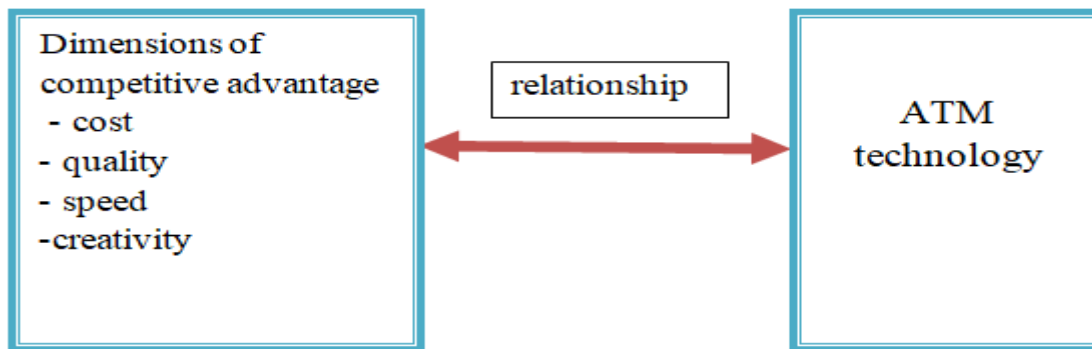 Dimensions of
competitive advantage
- cost
- quality
- speed
-creativity
relationship
ATM
technology